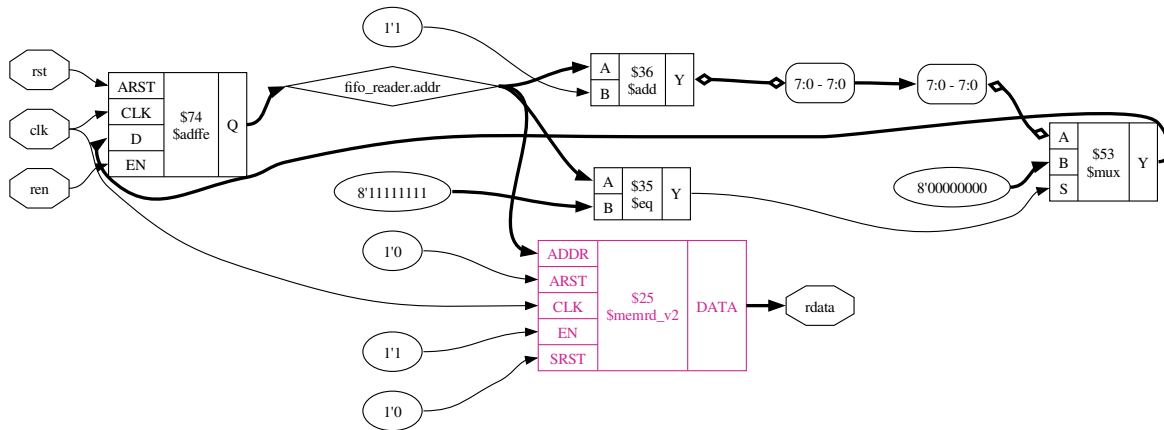 rst
clk
ren
ARST
CLK
D
EN
$74
$adffe
Q
fifo_reader.addr
1'1
8'11111111
1'0
1'1
1'0
A
B
$36
$add
Y
A
B
$35
$eq
Y
ADDR
ARST
CLK
EN
SRST
$25
$memrd_v2
DATA
7:0 - 7:0
7:0 - 7:0
rdata
8'00000000
A
B
S
$53
$mux
Y